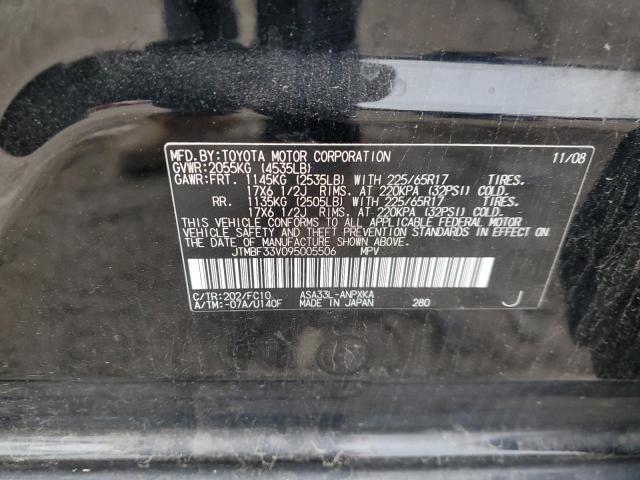 MFD. BY: TOYOTA MOTOR CORPORATION 11/08
GVWR: 2055KG (4535LB)
GAWR: FRT. 1145KG (2535LB) WITH 225/65R17 TIRES.
17X6 1/2J RIMS. AT 220KPA (32PSI) COLD.
RR. 1135KG (2505LB) WITH 225/65R17 TIRES.
17X6 1/2J RIMS. AT 220KPA (32PSI) COLD.
THIS VEHICLE CONFORMS TO ALL APPLICABLE FEDERAL MOTOR
VEHICLE SAFETY AND THEFT PREVENTION STANDARDS IN EFFECT ON
THE DATE OF MANUFACTURE SHOWN ABOVE.
JTMBF33V095005506 MPV
C/TR: 202/FC10 ASA33L-ANPXKA
A/TM: -07A/U140F MADE IN JAPAN 280 J